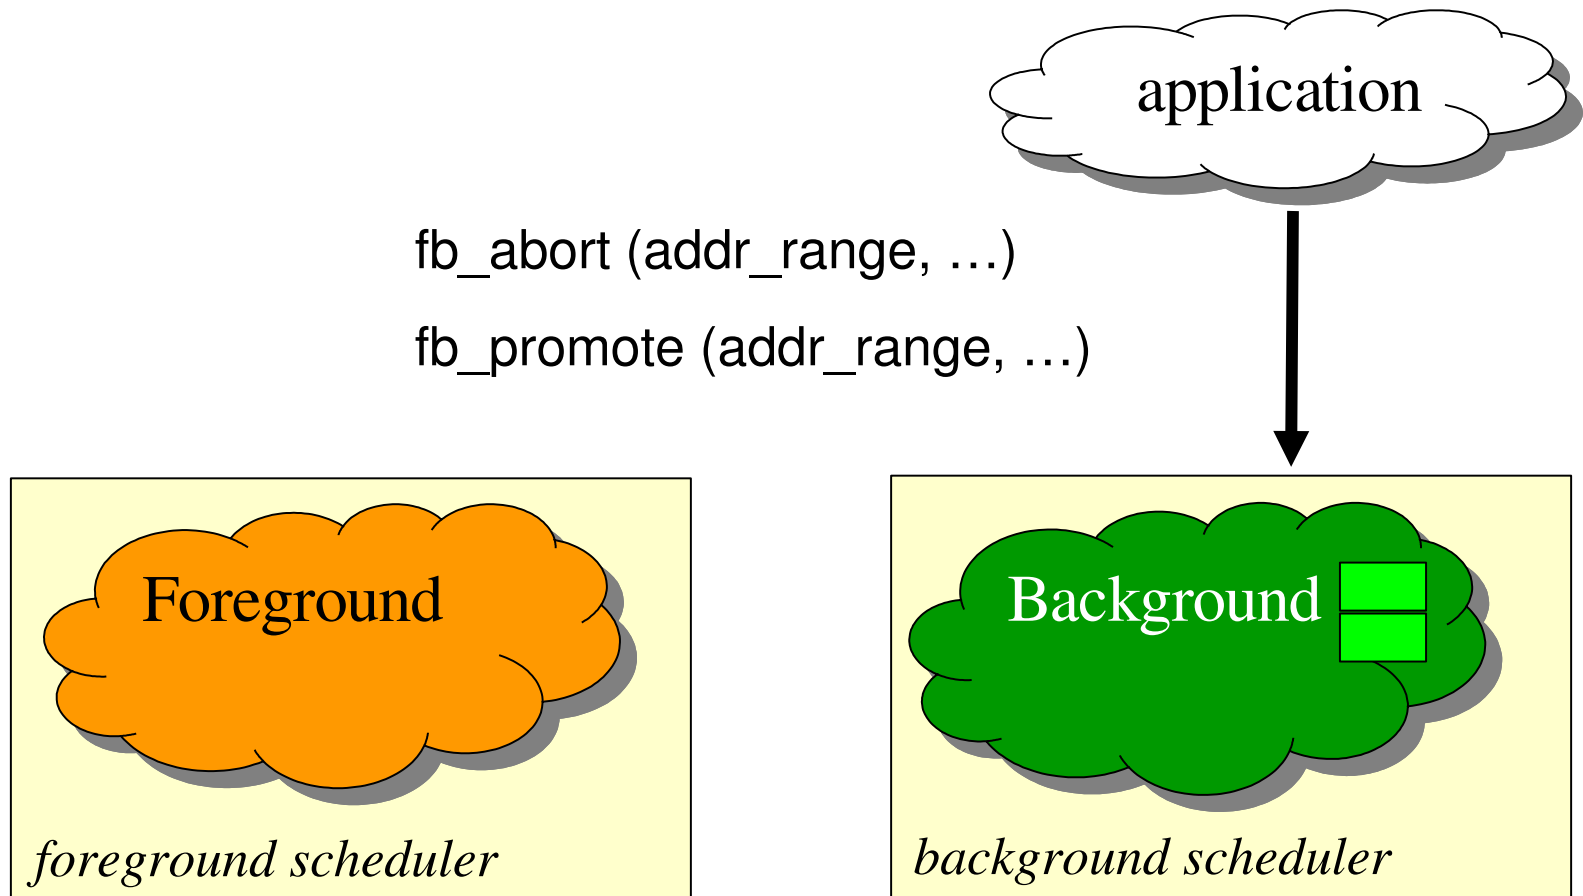 application
fb_abort (addr_range, …)
fb_promote (addr_range, …)
Foreground
Background
foreground scheduler
background scheduler